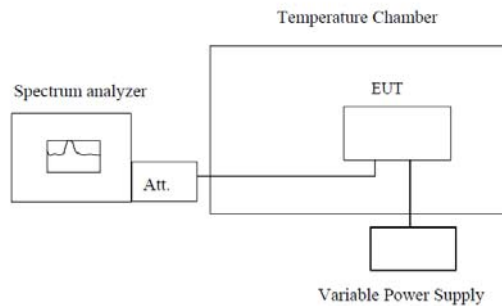 Temperature Chamber
Spectrum analyzer
EUT
Att.
Variable Power Supply